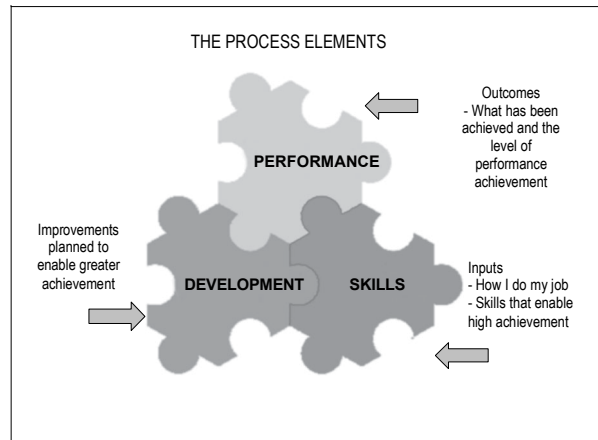 THE PROCESS ELEMENTS
Outcomes
- What has been
achieved and the
level of
performance
achievement
PERFORMANCE
Improvements
planned to
enable greater
achievement
DEVELOPMENT
SKILLS
Inputs
- How I do my job
- Skills that enable
high achievement